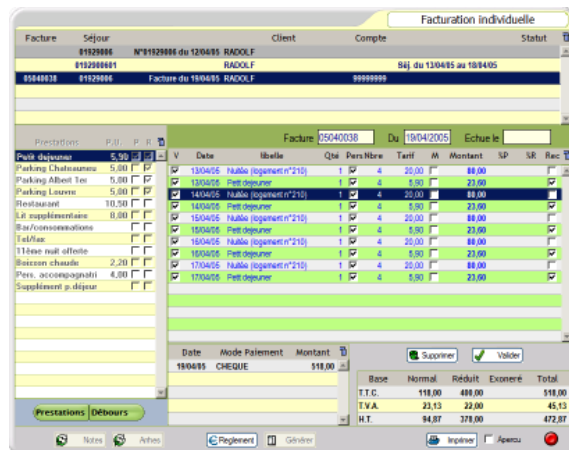 Facturation individuelle
Facture Séjour Client Compte Statut
01929006 N°01929006 du 12/04/05 RADOLF
0192900601 RADOLF Séj. du 13/04/05 au 18/04/05
05040038 01929006 Facture du 19/04/05 RADOLF 99999999
Facture 05040038 Du 19/04/2005 Echue le
Prestations P.U. P R
Petit dejeuner 5,90
Parking Chateauneu 5,00
Parking Albert 1er 5,00
Parking Louvre 5,00
Restaurant 10,50
Lit supplémentaire 8,00
Bar/consommations
Tel/fax
11ème nuit offerte
Boisson chaude 2,20
Pers. accompagnatri 4,00
Supplément p.déjeur
V Date libelle Qté Pers Nbre Tarif M Montant %P %R Rec
13/04/05 Nuitée (logement n°210) 1 4 20,00 80,00
13/04/05 Petit dejeuner 1 4 5,90 23,60
14/04/05 Nuitée (logement n°210) 1 4 20,00 80,00
14/04/05 Petit dejeuner 1 4 5,90 23,60
15/04/05 Nuitée (logement n°210) 1 4 20,00 80,00
15/04/05 Petit dejeuner 1 4 5,90 23,60
16/04/05 Nuitée (logement n°210) 1 4 20,00 80,00
16/04/05 Petit dejeuner 1 4 5,90 23,60
17/04/05 Nuitée (logement n°210) 1 4 20,00 80,00
17/04/05 Petit dejeuner 1 4 5,90 23,60
Date Mode Paiement Montant
19/04/05 CHEQUE 518,00
Supprimer Valider
Base Normal Réduit Exoneré Total
T.T.C. 118,00 400,00 518,00
T.V.A. 23,13 22,00 45,13
H.T. 94,87 378,00 472,87
Prestations Débours
Notes Arrhes Reglement Générer Imprimer Apercu